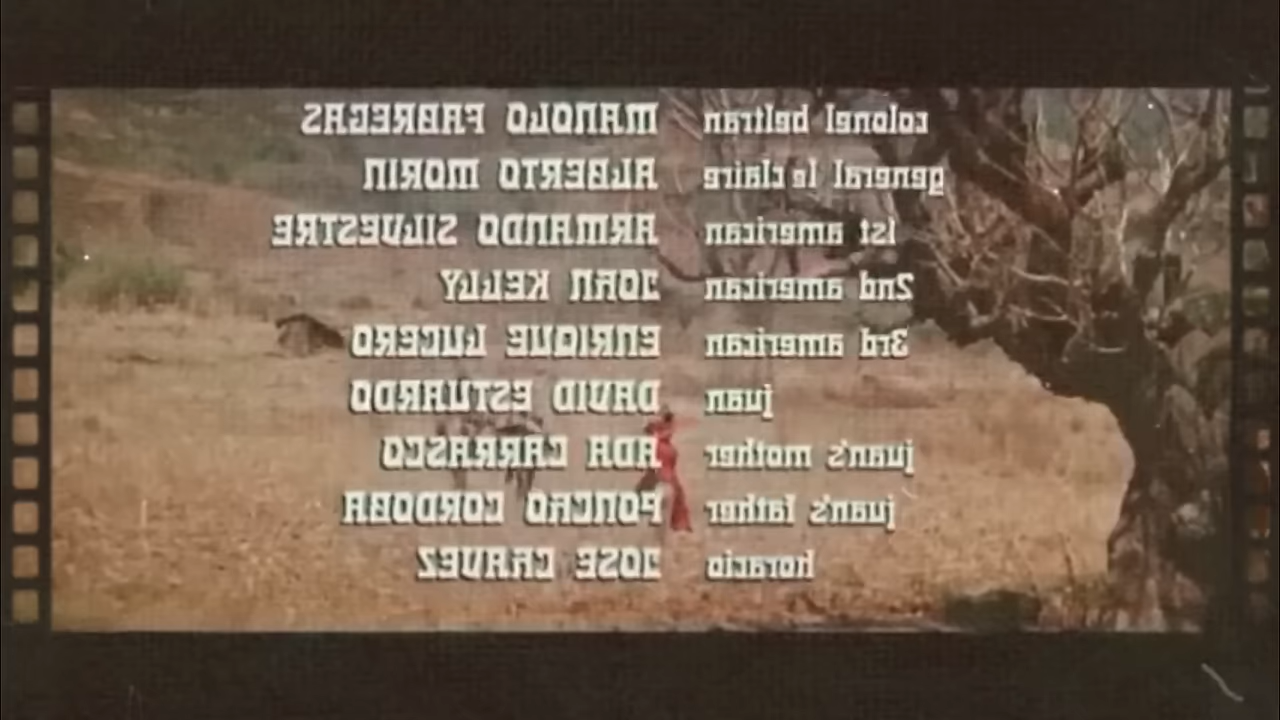 colonel beltran MANOLO FABREGAS
general le claire ALBERTO MORIN
1st american ARMANDO SILVESTRE
2nd american JOHN KELLY
3rd american ENRIQUE LUCERO
juan DAVID ESTUARDO
juan's mother ADA CARRASCO
juan's father PONCHO CORDOBA
horacio JOSE CHAVEZ